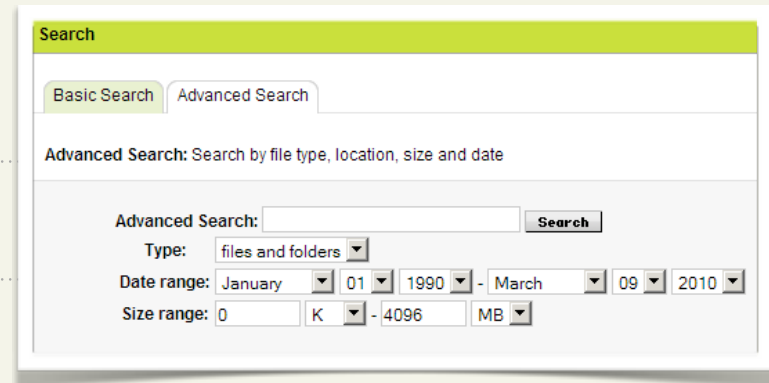 Search
Basic Search Advanced Search
Advanced Search: Search by file type, location, size and date
Advanced Search: Search
Type: files and folders
Date range: January 01 1990 - March 09 2010
Size range: 0 K - 4096 MB